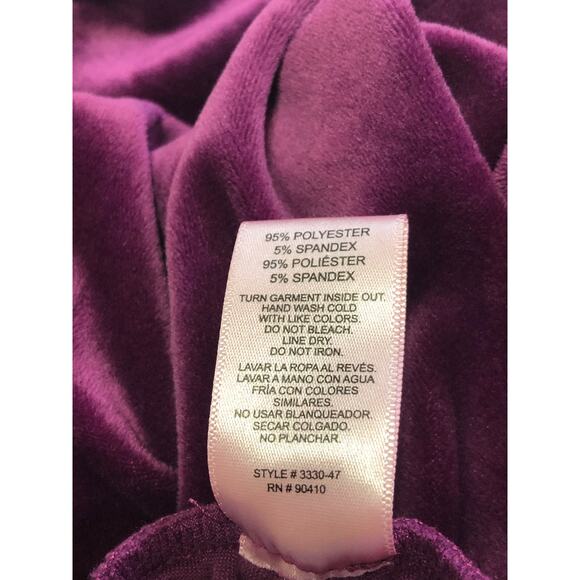 95% POLYESTER
5% SPANDEX
95% POLIÉSTER
5% SPANDEX
TURN GARMENT INSIDE OUT.
HAND WASH COLD
WITH LIKE COLORS.
DO NOT BLEACH.
LINE DRY.
DO NOT IRON.
LAVAR LA ROPA AL REVÉS.
LAVAR A MANO CON AGUA
FRÍA CON COLORES
SIMILARES.
NO USAR BLANQUEADOR.
SECAR COLGADO.
NO PLANCHAR.
STYLE # 3330-47
RN # 90410